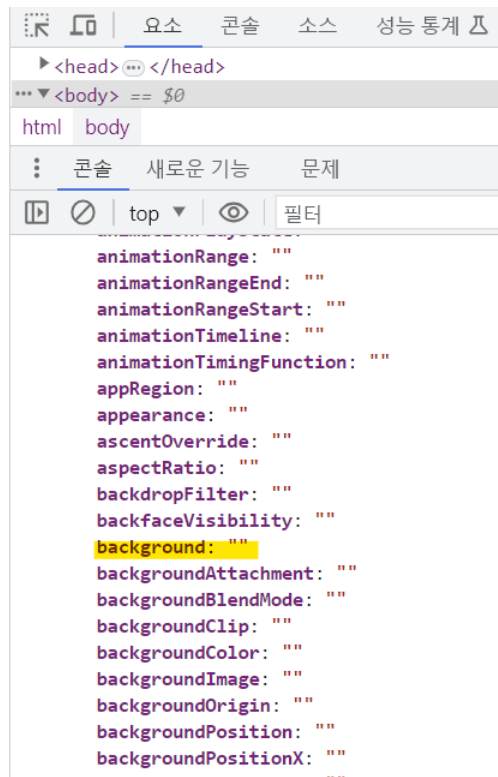 요소 콘솔 소스 성능 통계
<head> ⋯ </head>
⋯ ▼<body> == $0
html body
콘솔 새로운 기능 문제
top ▼ 필터
animationRange: ""
animationRangeEnd: ""
animationRangeStart: ""
animationTimeline: ""
animationTimingFunction: ""
appRegion: ""
appearance: ""
ascentOverride: ""
aspectRatio: ""
backdropFilter: ""
backfaceVisibility: ""
background: ""
backgroundAttachment: ""
backgroundBlendMode: ""
backgroundClip: ""
backgroundColor: ""
backgroundImage: ""
backgroundOrigin: ""
backgroundPosition: ""
backgroundPositionX: ""